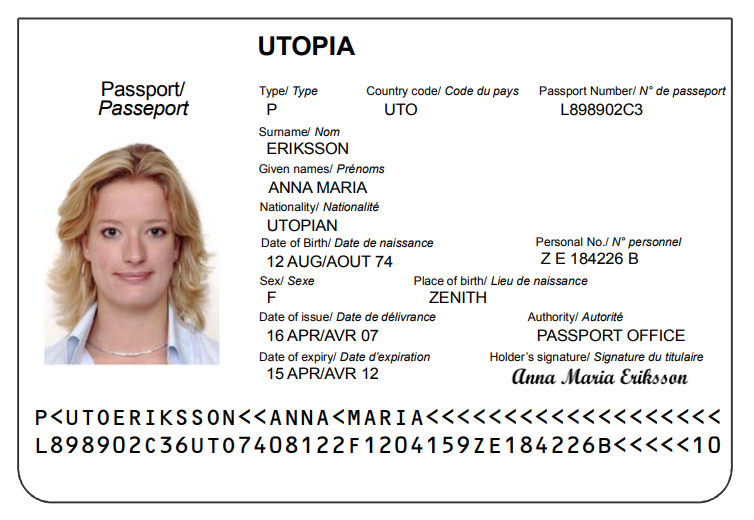 UTOPIA
Passport/
Passeport
Type/ Type Country code/ Code du pays Passport Number/ N° de passeport
P UTO L898902C3
Surname/ Nom
ERIKSSON
Given names/ Prénoms
ANNA MARIA
Nationality/ Nationalité
UTOPIAN
Date of Birth/ Date de naissance Personal No./ N° personnel
12 AUG/AOUT 74 Z E 184226 B
Sex/ Sexe Place of birth/ Lieu de naissance
F ZENITH
Date of issue/ Date de délivrance Authority/ Autorité
16 APR/AVR 07 PASSPORT OFFICE
Date of expiry/ Date d'expiration Holder's signature/ Signature du titulaire
15 APR/AVR 12 Anna Maria Eriksson
P<UTOERIKSSON<<ANNA<MARIA<<<<<<<<<<<<<<<<<<<
L898902C36UTO7408122F1204159ZE184226B<<<<<10